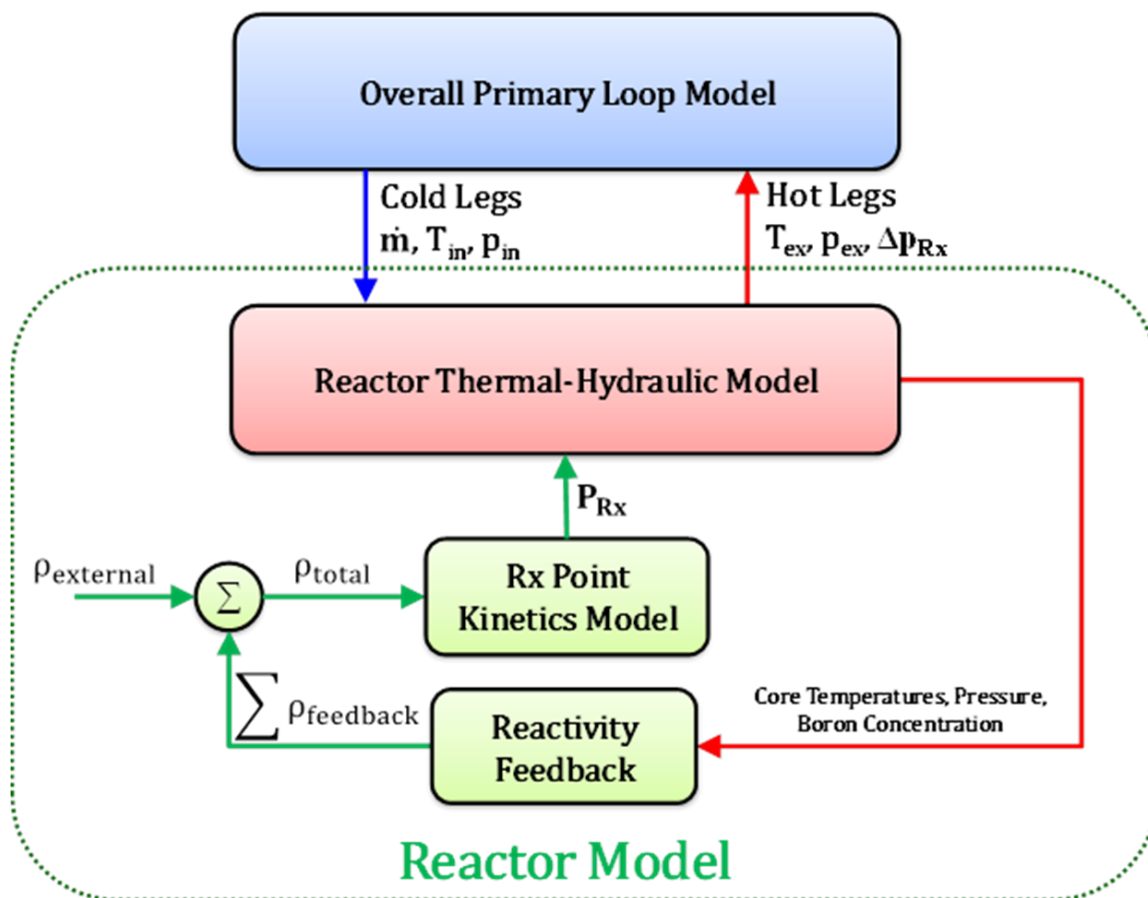 Overall Primary Loop Model
Cold Legs
ṁ, T_in, p_in
Hot Legs
T_ex, p_ex, Δp_Rx
Reactor Thermal-Hydraulic Model
P_Rx
ρ_external
Σ
ρ_total
Rx Point
Kinetics Model
∑ ρ_feedback
Reactivity
Feedback
Core Temperatures, Pressure,
Boron Concentration
Reactor Model